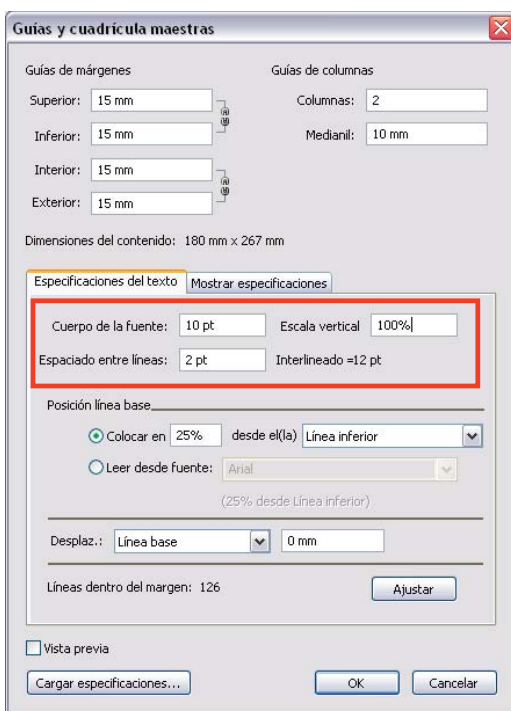 Guías y cuadrícula maestras
Guías de márgenes Guías de columnas
Superior: 15 mm Columnas: 2
Inferior: 15 mm Medianil: 10 mm
Interior: 15 mm
Exterior: 15 mm
Dimensiones del contenido: 180 mm x 267 mm
Especificaciones del texto Mostrar especificaciones
Cuerpo de la fuente: 10 pt Escala vertical 100%
Espaciado entre líneas: 2 pt Interlineado =12 pt
Posición línea base
Colocar en 25% desde el(la) Línea inferior
Leer desde fuente: Arial
(25% desde Línea inferior)
Desplaz.: Línea base 0 mm
Líneas dentro del margen: 126 Ajustar
Vista previa
Cargar especificaciones... OK Cancelar